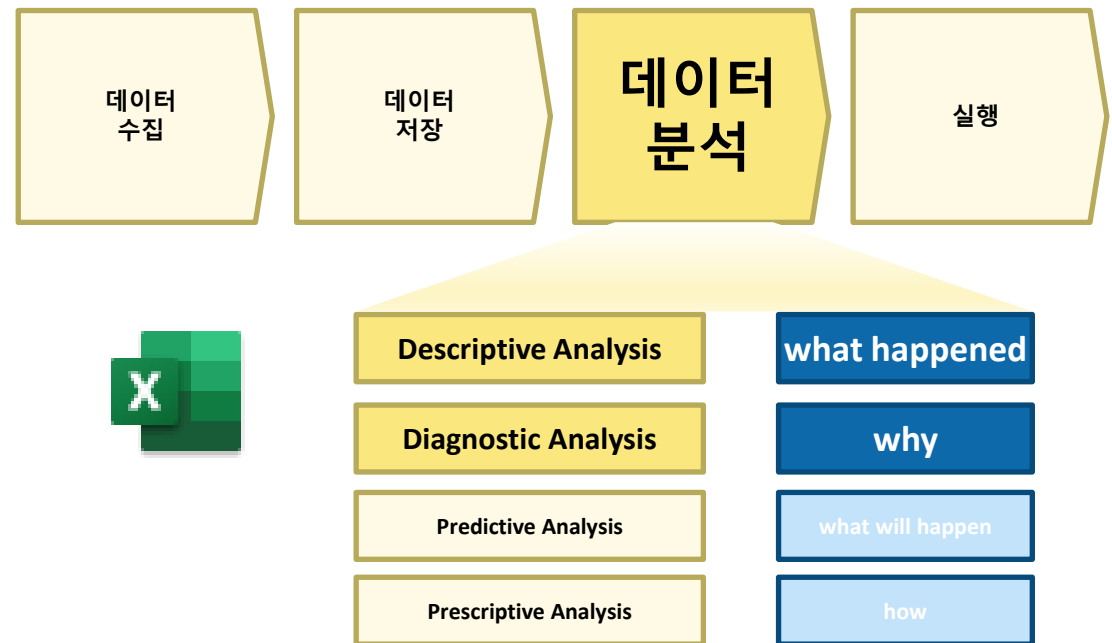 데이터
수집
데이터
저장
데이터
분석
실행
X
Descriptive Analysis
what happened
Diagnostic Analysis
why
Predictive Analysis
what will happen
Prescriptive Analysis
how